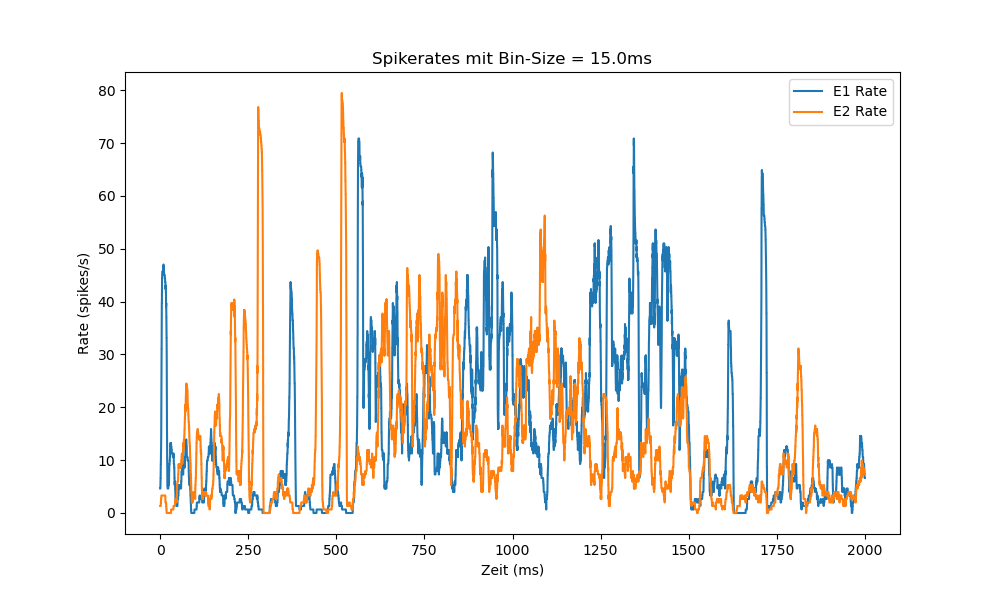 Spikerates mit Bin-Size = 15.0ms
E1 Rate
E2 Rate
80
70
60
50
40
30
20
10
0
Rate (spikes/s)
0 250 500 750 1000 1250 1500 1750 2000
Zeit (ms)